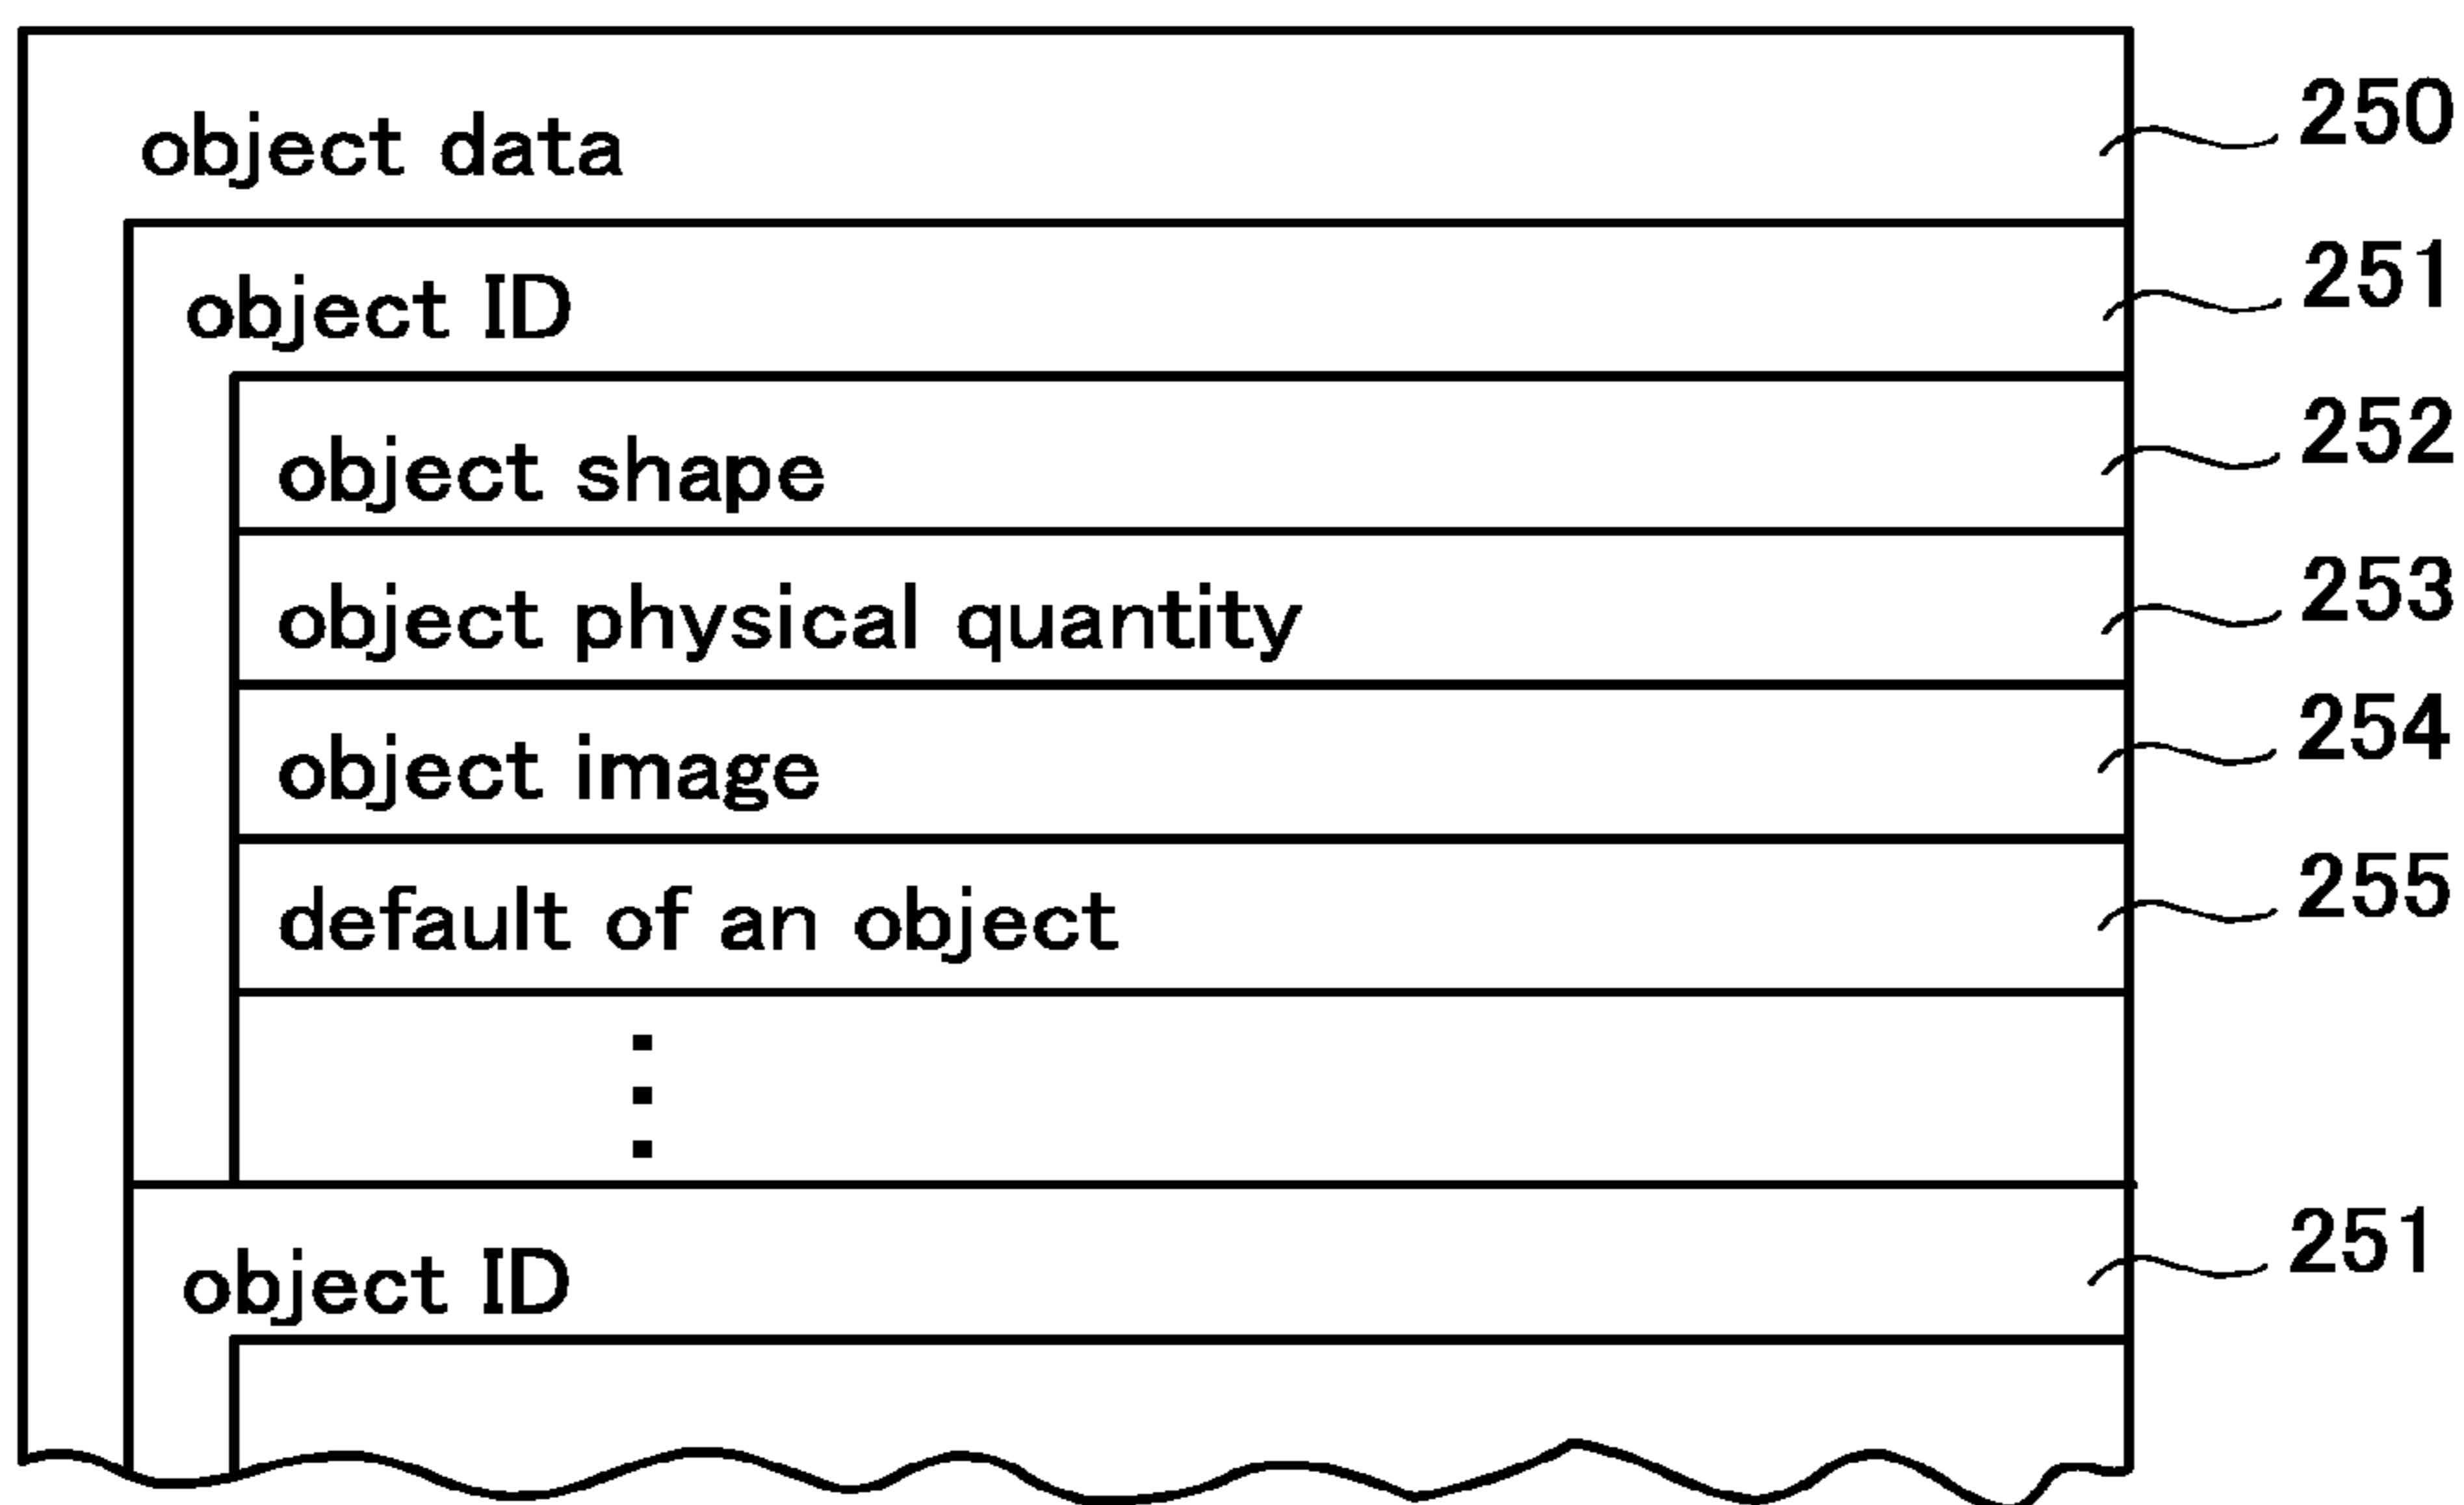 object data 250
object ID 251
object shape 252
object physical quantity 253
object image 254
default of an object 255
object ID 251